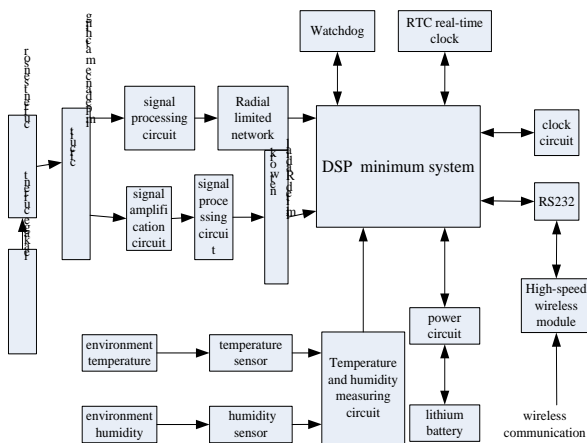 Watchdog
RTC real-time
clock
signal
processing
circuit
Radial
limited
network
DSP minimum system
clock
circuit
RS232
signal
amplifi
cation
circuit
signal
proce
ssing
circui
t
High-speed
wireless
module
power
circuit
environment
temperature
temperature
sensor
Temperature
and humidity
measuring
circuit
lithium
battery
environment
humidity
humidity
sensor
wireless
communication